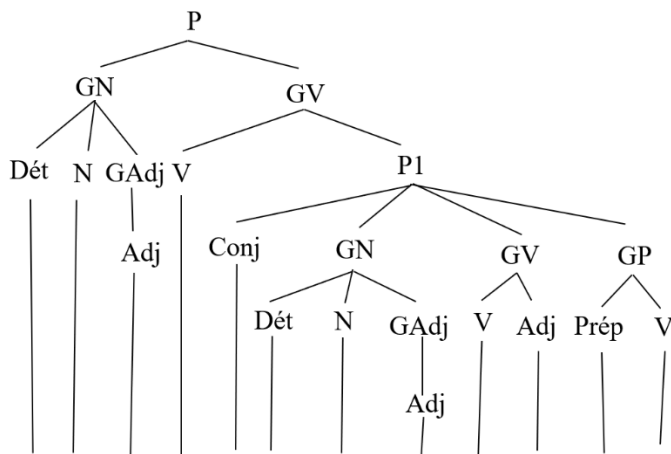 P
GN GV
Dét N GAdj V P1
Adj Conj GN GV GP
Dét N GAdj V Adj Prép V
Adj